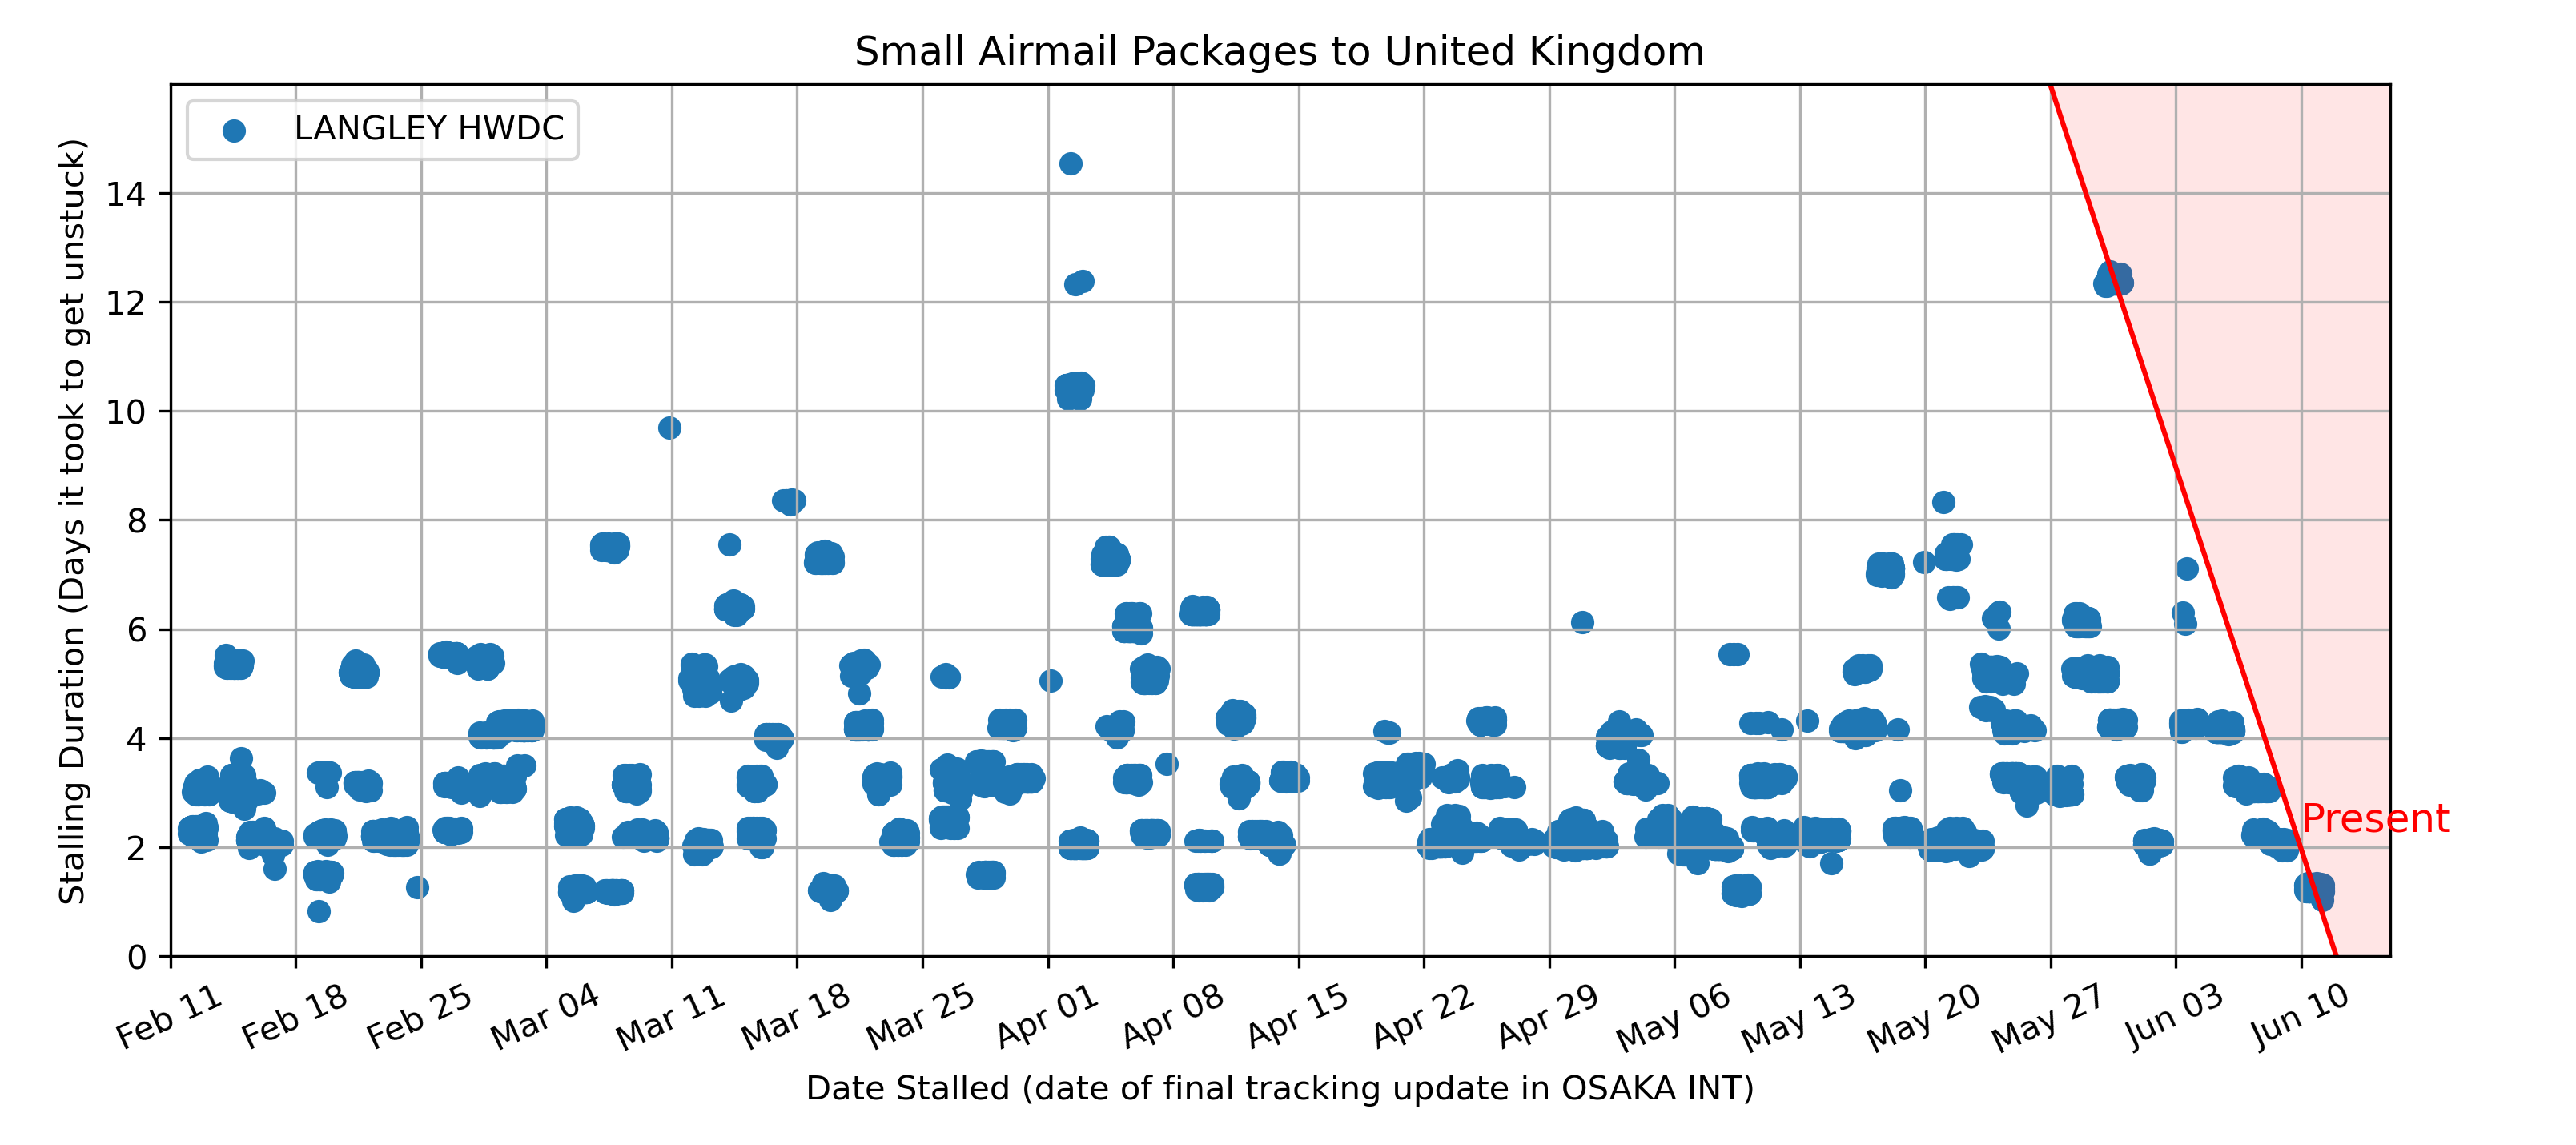 Small Airmail Packages to United Kingdom
LANGLEY HWDC
Stalling Duration (Days it took to get unstuck)
14
12
10
8
6
4
2
0
Present
Feb 11
Feb 18
Feb 25
Mar 04
Mar 11
Mar 18
Mar 25
Apr 01
Apr 08
Apr 15
Apr 22
Apr 29
May 06
May 13
May 20
May 27
Jun 03
Jun 10
Date Stalled (date of final tracking update in OSAKA INT)